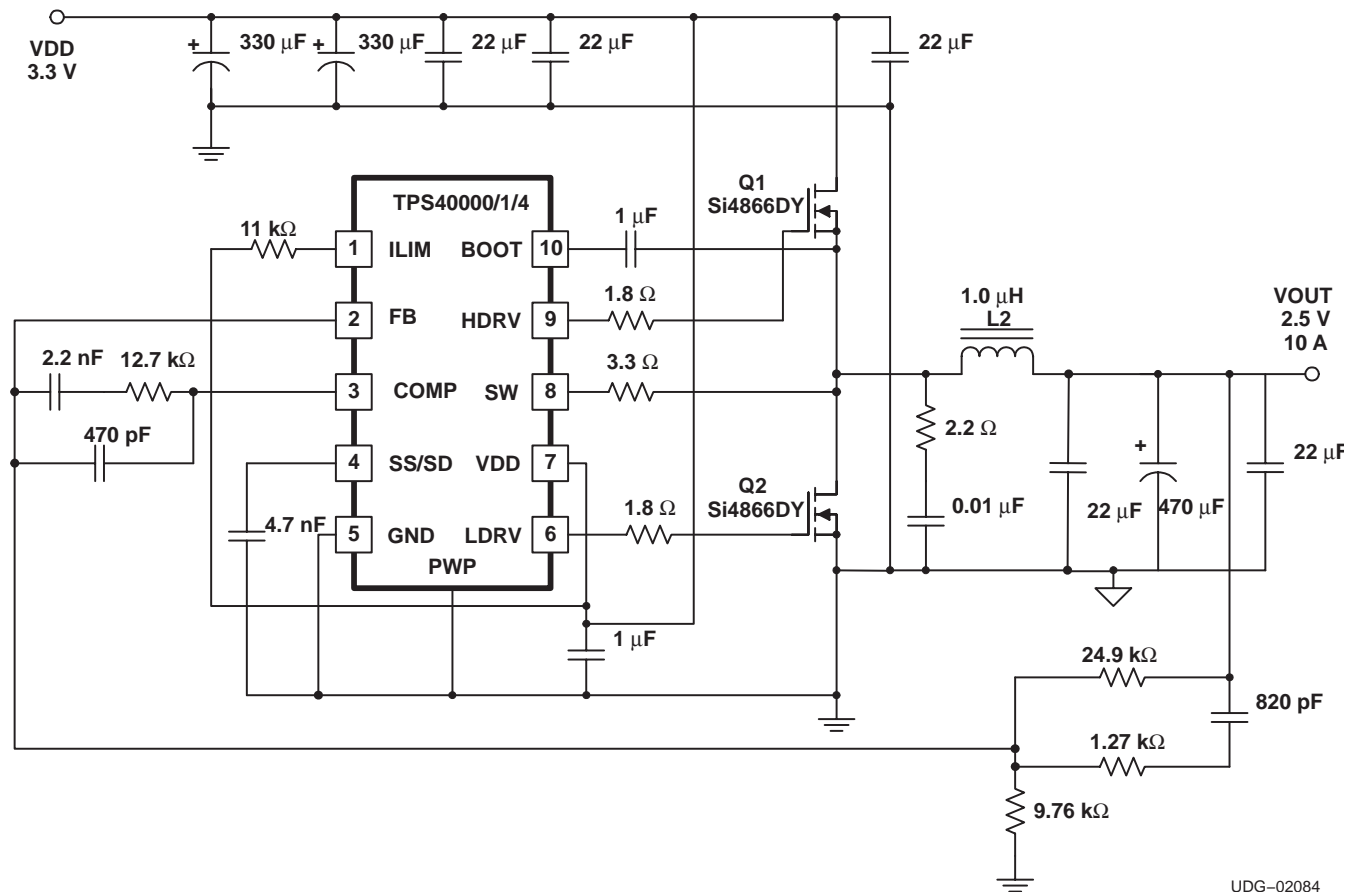 VDD
3.3 V
330 μF
330 μF
22 μF
22 μF
22 μF
TPS40000/1/4
Q1
Si4866DY
11 kΩ
1
ILIM
BOOT
10
1 μF
2
FB
HDRV
9
1.8 Ω
1.0 μH
L2
VOUT
2.5 V
10 A
2.2 nF
12.7 kΩ
3
COMP
SW
8
3.3 Ω
470 pF
4
SS/SD
VDD
7
2.2 Ω
Q2
Si4866DY
22 μF
4.7 nF
5
GND
LDRV
6
1.8 Ω
0.01 μF
22 μF
470 μF
PWP
1 μF
24.9 kΩ
820 pF
1.27 kΩ
9.76 kΩ
UDG–02084